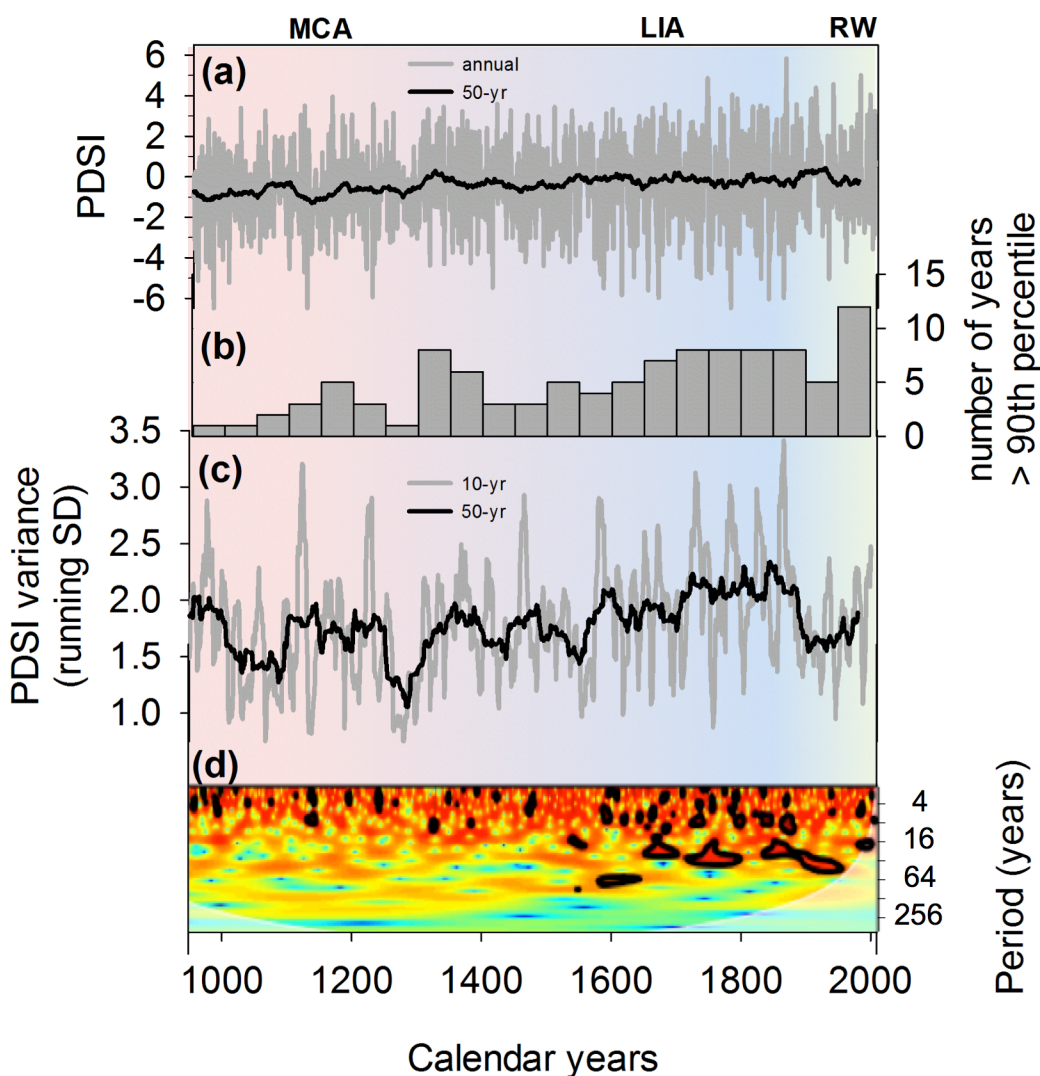 MCA LIA RW
(a)
annual
50-yr
PDSI
6
4
2
0
-2
-4
-6
(b)
15
10
5
0
number of years
> 90th percentile
(c)
10-yr
50-yr
PDSI variance
(running SD)
3.5
3.0
2.5
2.0
1.5
1.0
(d)
4
16
64
256
Period (years)
1000 1200 1400 1600 1800 2000
Calendar years